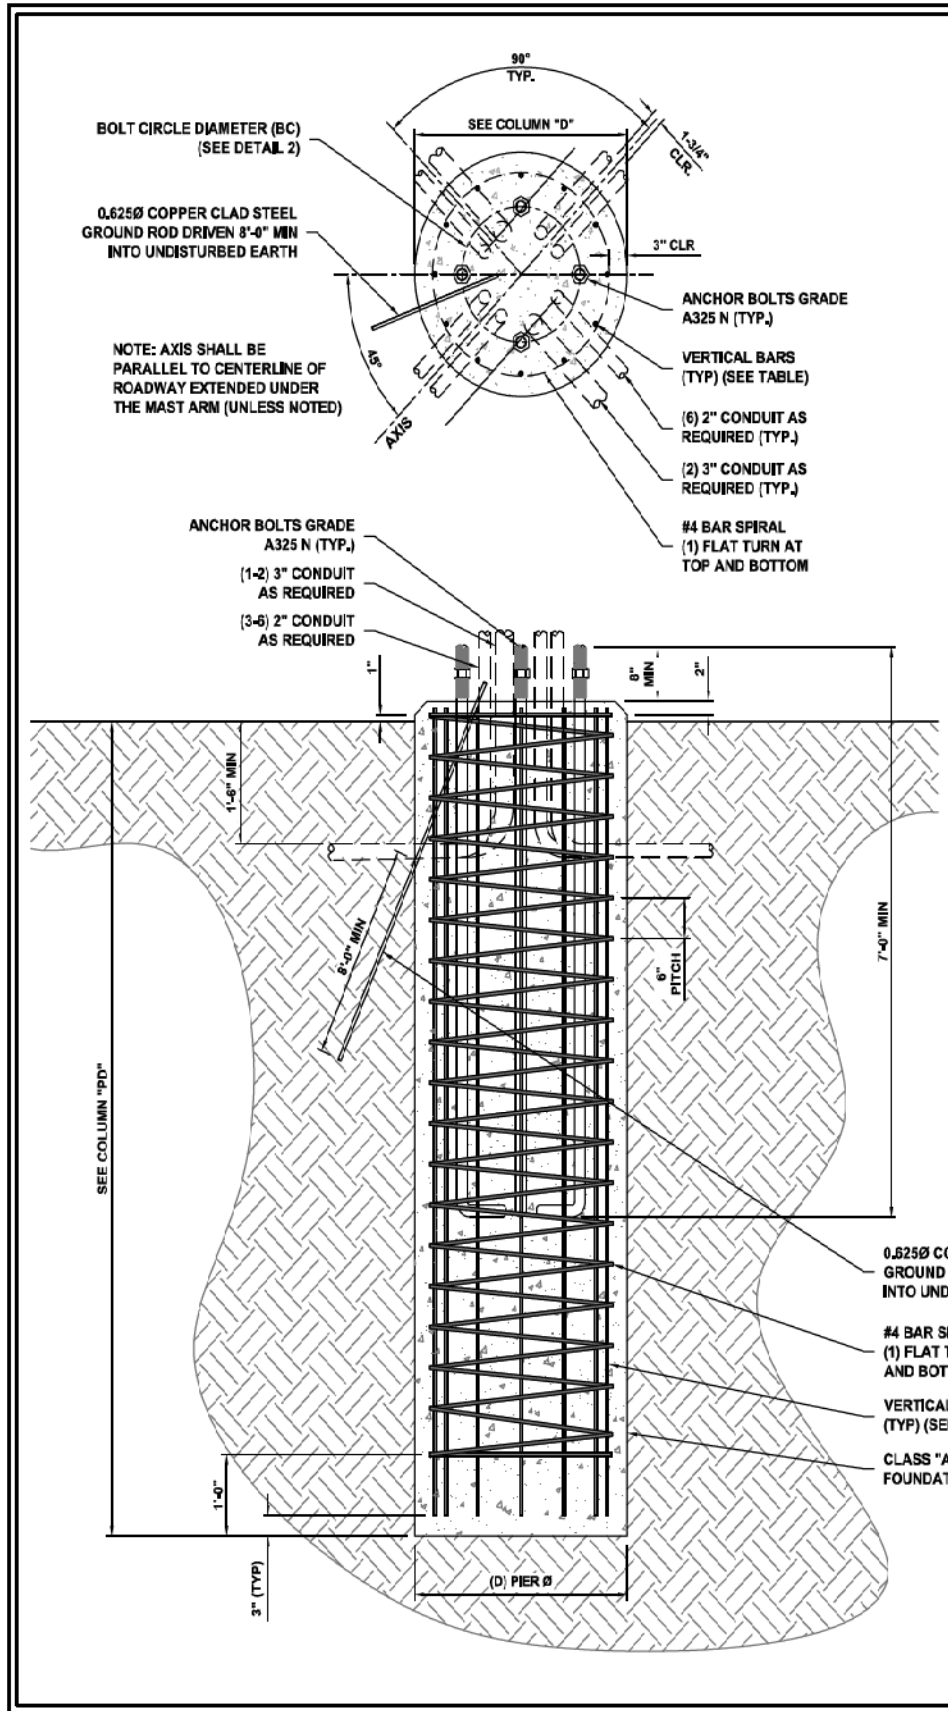 90°
TYP.
SEE COLUMN "D"
1-3/4"
CLR.
BOLT CIRCLE DIAMETER (BC)
(SEE DETAIL 2)
0.625Ø COPPER CLAD STEEL
GROUND ROD DRIVEN 8'-0" MIN
INTO UNDISTURBED EARTH
3" CLR
ANCHOR BOLTS GRADE
A325 N (TYP.)
NOTE: AXIS SHALL BE
PARALLEL TO CENTERLINE OF
ROADWAY EXTENDED UNDER
THE MAST ARM (UNLESS NOTED)
45°
AXIS
VERTICAL BARS
(TYP) (SEE TABLE)
(6) 2" CONDUIT AS
REQUIRED (TYP.)
(2) 3" CONDUIT AS
REQUIRED (TYP.)
#4 BAR SPIRAL
(1) FLAT TURN AT
TOP AND BOTTOM
ANCHOR BOLTS GRADE
A325 N (TYP.)
(1-2) 3" CONDUIT
AS REQUIRED
(3-6) 2" CONDUIT
AS REQUIRED
1"
8"
MIN
2"
1'-6" MIN
8'-0" MIN
6"
PITCH
7'-0" MIN
SEE COLUMN "PD"
0.625Ø CO
GROUND
INTO UND
#4 BAR S
(1) FLAT
AND BOT
VERTICAL
(TYP) (SE
CLASS "A
FOUNDAT
1'-0"
3" (TYP)
(D) PIER Ø